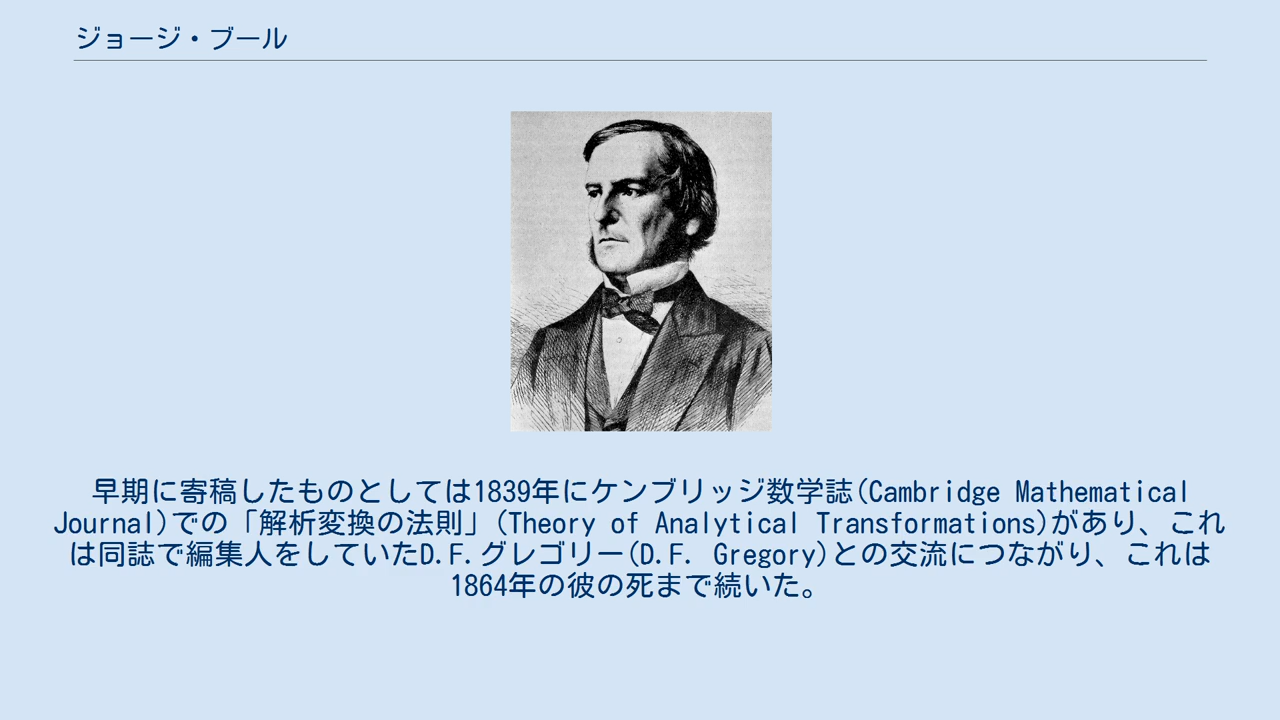 ジョージ・ブール
早期に寄稿したものとしては1839年にケンブリッジ数学誌(Cambridge Mathematical
Journal)での「解析変換の法則」(Theory of Analytical Transformations)があり、これ
は同誌で編集人をしていたD.F.グレゴリー(D.F. Gregory)との交流につながり、これは
1864年の彼の死まで続いた。